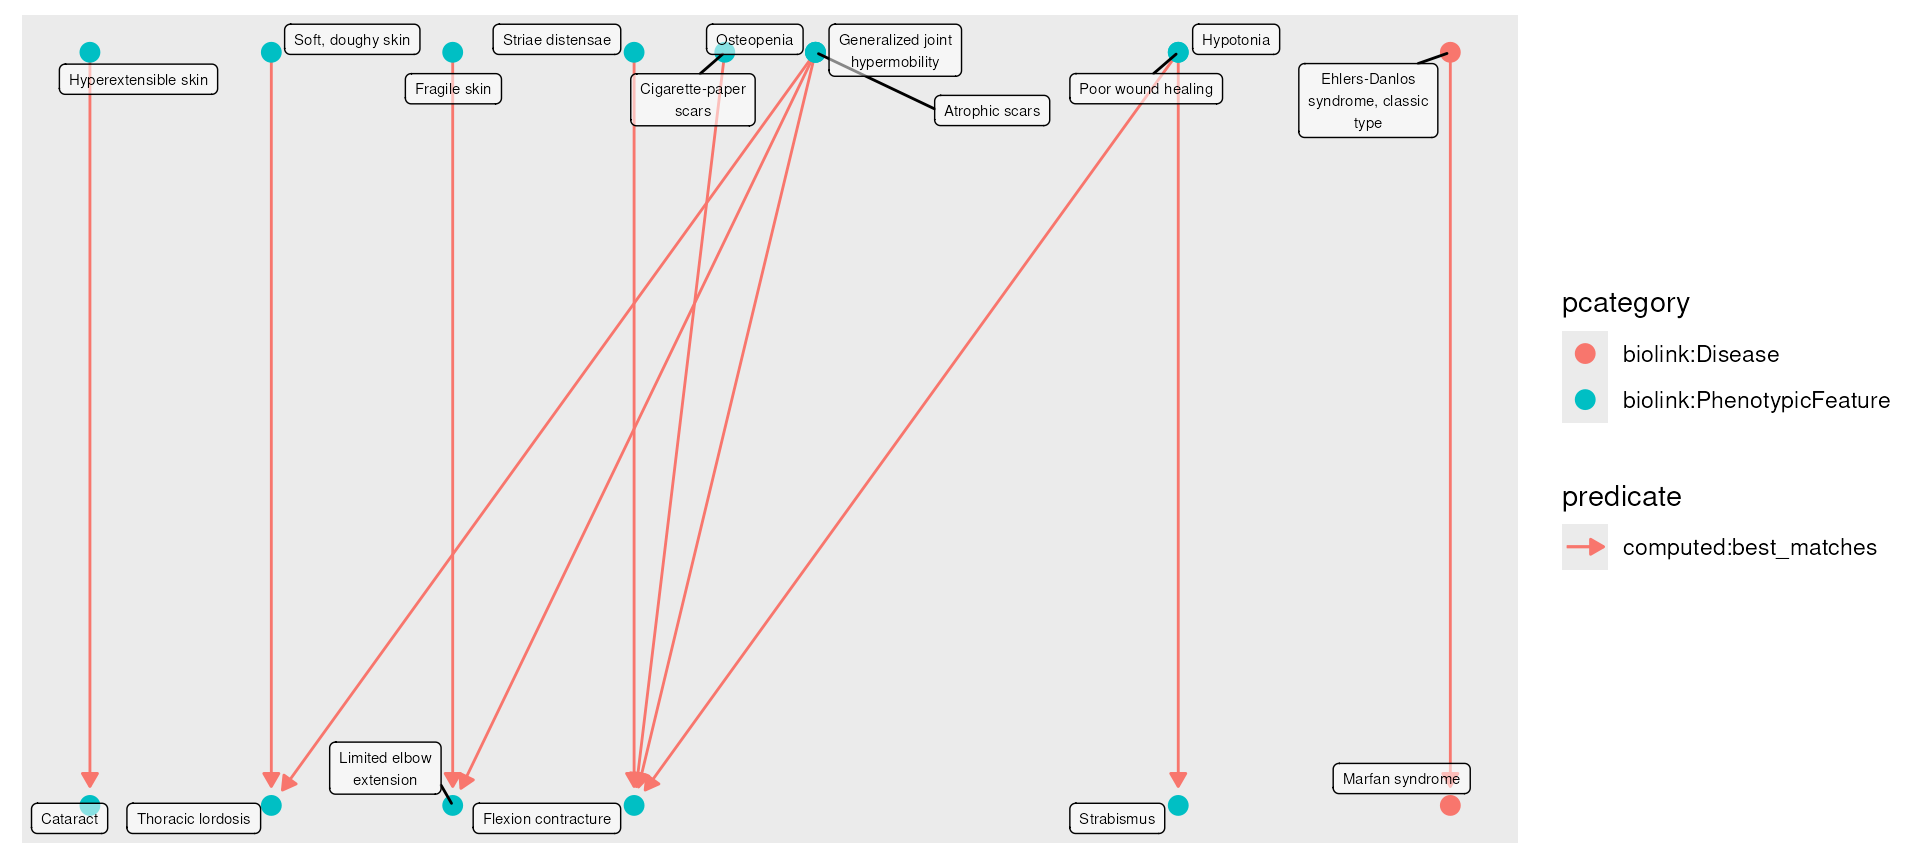 Soft, doughy skin
Striae distensae
Osteopenia
Generalized joint
hypermobility
Hypotonia
Hyperextensible skin
Fragile skin
Cigarette-paper
scars
Atrophic scars
Poor wound healing
Ehlers-Danlos
syndrome, classic
type
pcategory
biolink:Disease
biolink:PhenotypicFeature
predicate
computed:best_matches
Limited elbow
extension
Marfan syndrome
Cataract
Thoracic lordosis
Flexion contracture
Strabismus